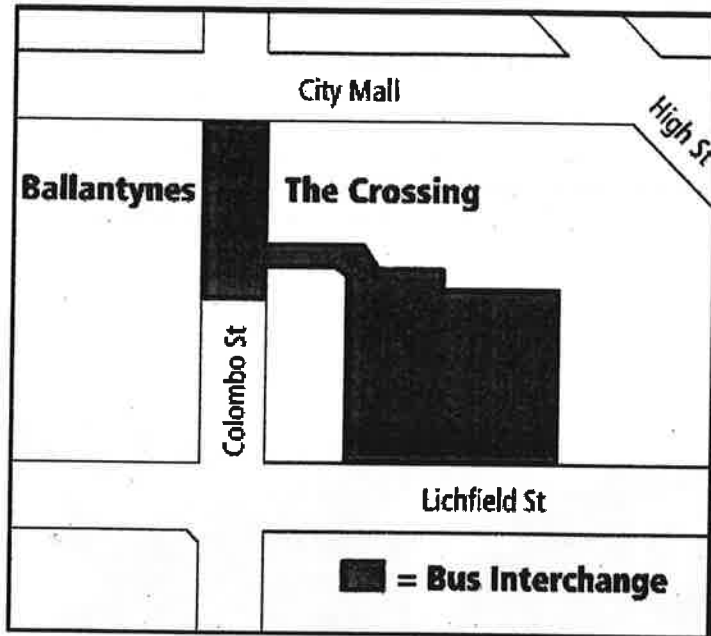 City Mall
High St
Ballantynes
The Crossing
Colombo St
Lichfield St
= Bus Interchange